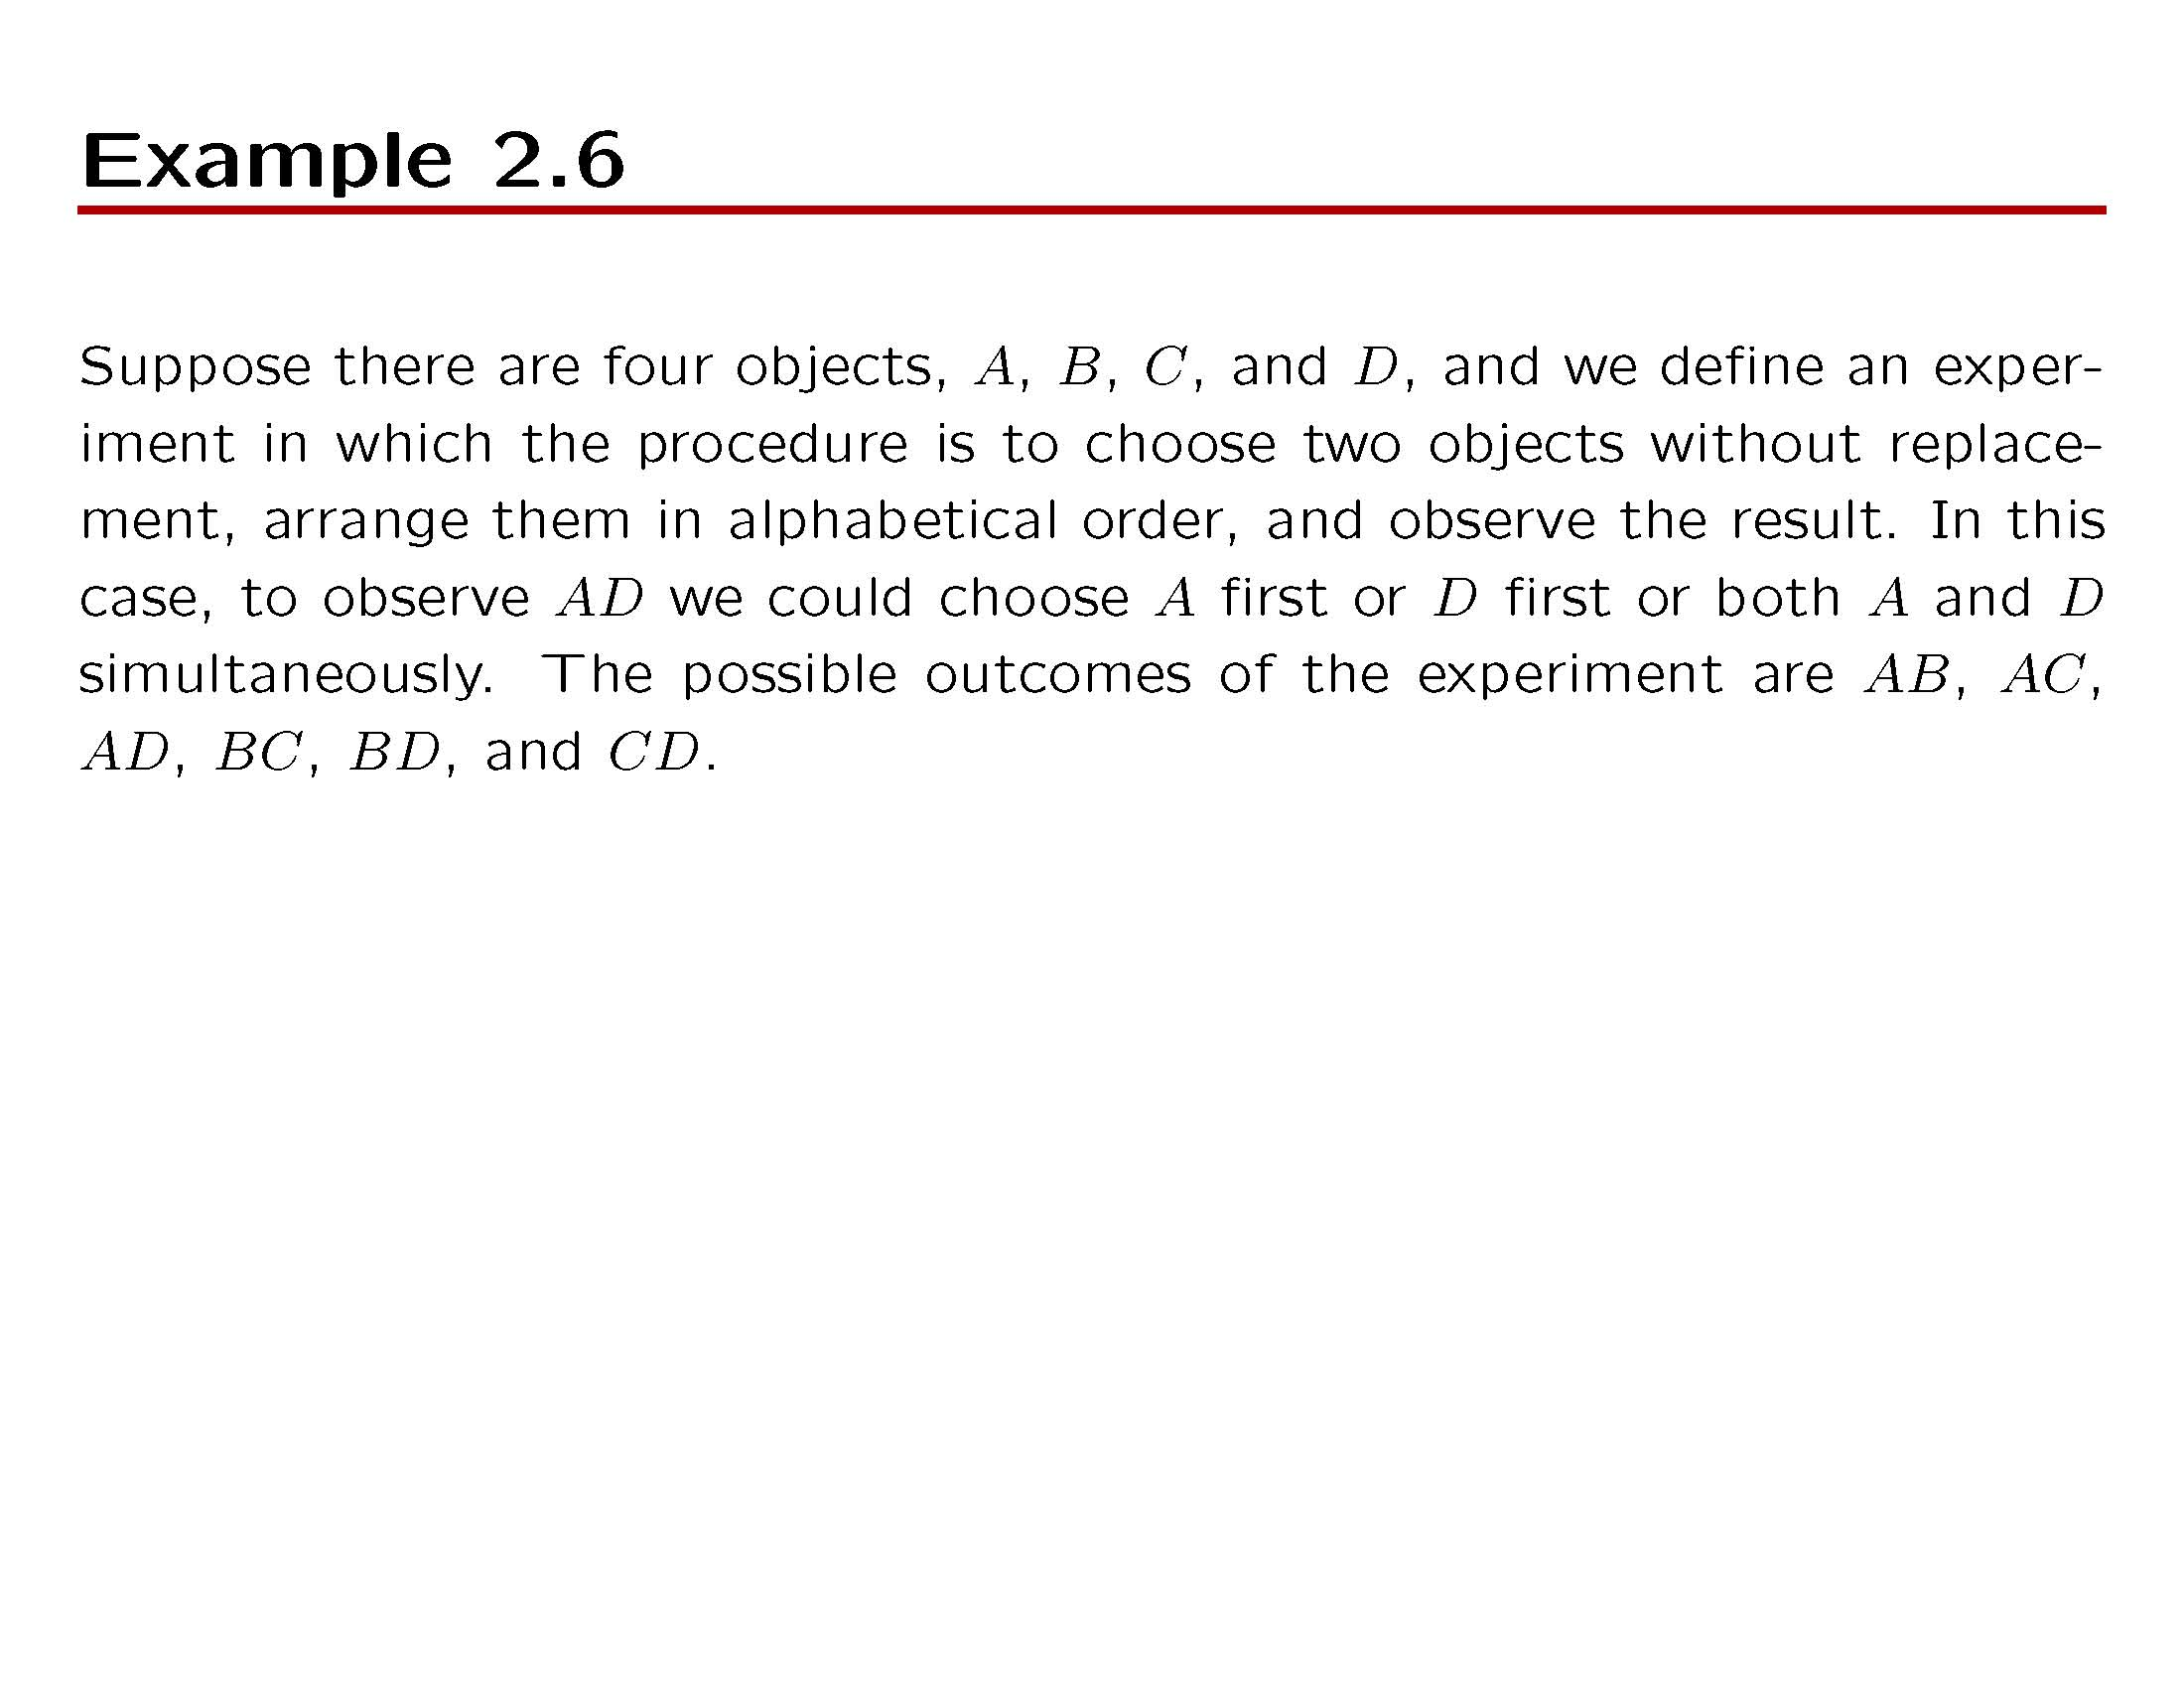 Example 2.6
Suppose there are four objects, A, B, C, and D, and we define an exper-
iment in which the procedure is to choose two objects without replace-
ment, arrange them in alphabetical order, and observe the result. In this
case, to observe AD we could choose A first or D first or both A and D
simultaneously. The possible outcomes of the experiment are AB, AC,
AD, BC, BD, and CD.